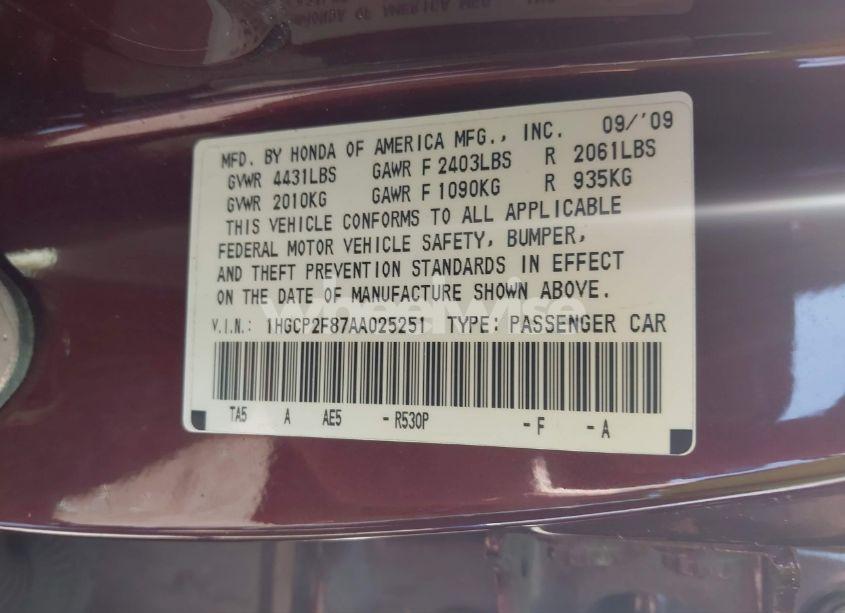 MFD. BY HONDA OF AMERICA MFG., INC. 09/'09
GVWR 4431LBS GAWR F 2403LBS R 2061LBS
GVWR 2010KG GAWR F 1090KG R 935KG
THIS VEHICLE CONFORMS TO ALL APPLICABLE
FEDERAL MOTOR VEHICLE SAFETY, BUMPER,
AND THEFT PREVENTION STANDARDS IN EFFECT
ON THE DATE OF MANUFACTURE SHOWN ABOVE.
wheelwise
V.I.N.: 1HGCP2F87AA025251 TYPE: PASSENGER CAR
TA5 A AE5 - R530P - F - A